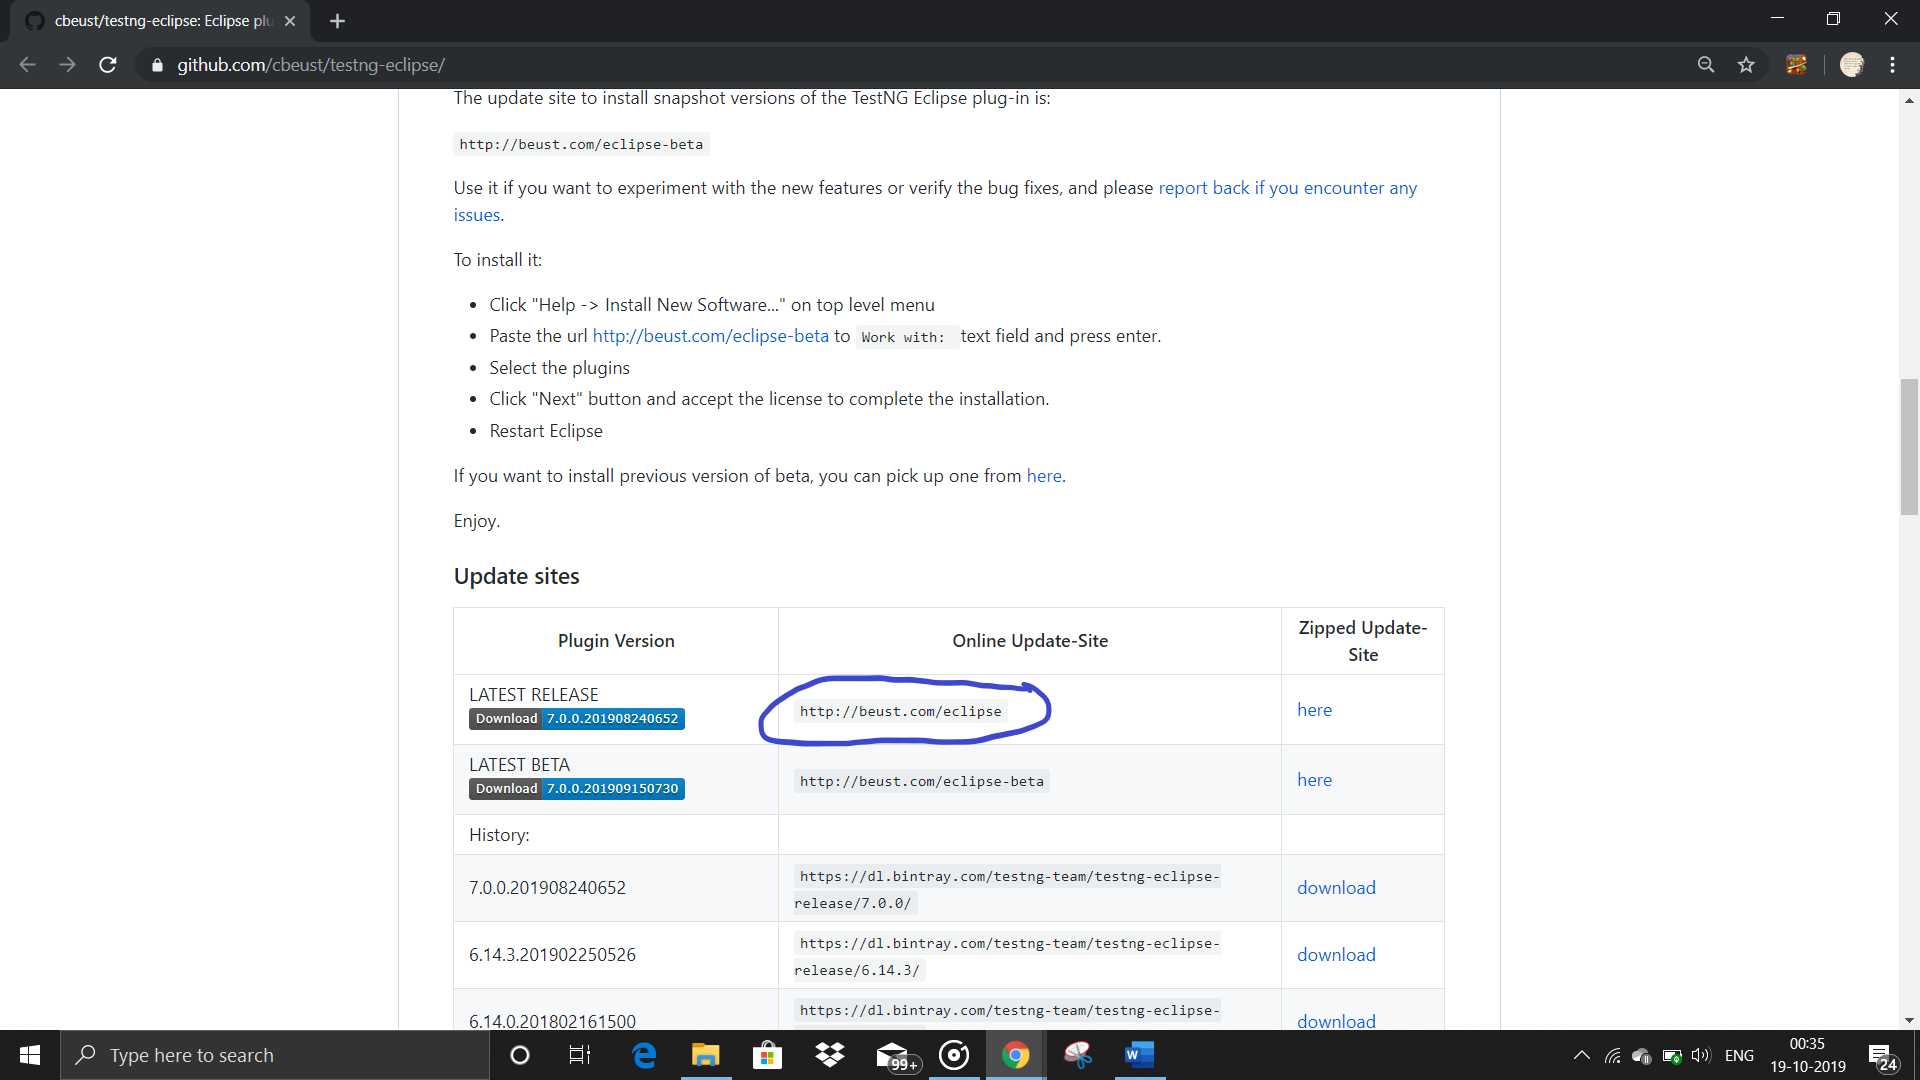 cbeust/testng-eclipse: Eclipse plu
github.com/cbeust/testng-eclipse/
The update site to install snapshot versions of the TestNG Eclipse plug-in is:
http://beust.com/eclipse-beta
Use it if you want to experiment with the new features or verify the bug fixes, and please report back if you encounter any
issues.
To install it:
Click "Help -> Install New Software..." on top level menu
Paste the url http://beust.com/eclipse-beta to Work with: text field and press enter.
Select the plugins
Click "Next" button and accept the license to complete the installation.
Restart Eclipse
If you want to install previous version of beta, you can pick up one from here.
Enjoy.
Update sites
Plugin Version Online Update-Site Zipped Update-
Site
LATEST RELEASE
Download 7.0.0.201908240652 http://beust.com/eclipse here
LATEST BETA
Download 7.0.0.201909150730 http://beust.com/eclipse-beta here
History:
7.0.0.201908240652 https://dl.bintray.com/testng-team/testng-eclipse-
release/7.0.0/ download
6.14.3.201902250526 https://dl.bintray.com/testng-team/testng-eclipse-
release/6.14.3/ download
6.14.0.201802161500 https://dl.bintray.com/testng-team/testng-eclipse- download
Type here to search
99+
W
ENG
00:35
19-10-2019
24